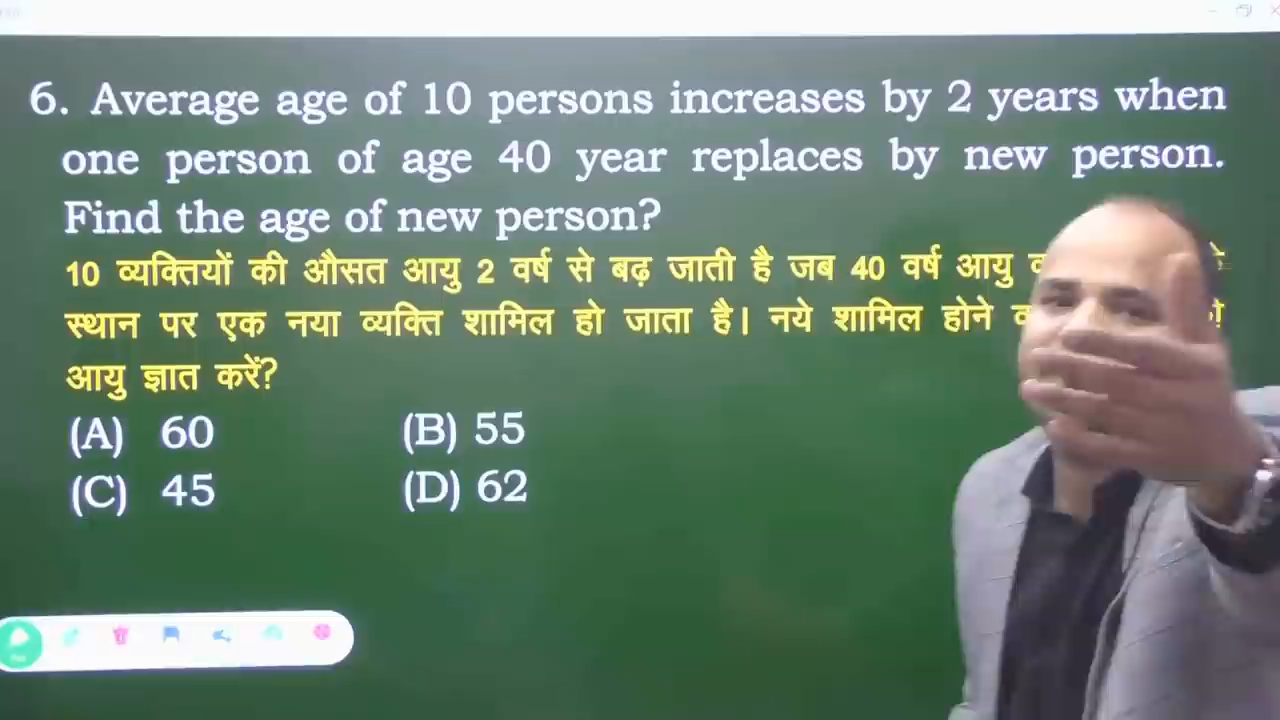 6. Average age of 10 persons increases by 2 years when
one person of age 40 year replaces by new person.
Find the age of new person?
10 व्यक्तियों की औसत आयु 2 वर्ष से बढ़ जाती है जब 40 वर्ष आयु
स्थान पर एक नया व्यक्ति शामिल हो जाता है। नये शामिल होने
आयु ज्ञात करें?
(A) 60 (B) 55
(C) 45 (D) 62